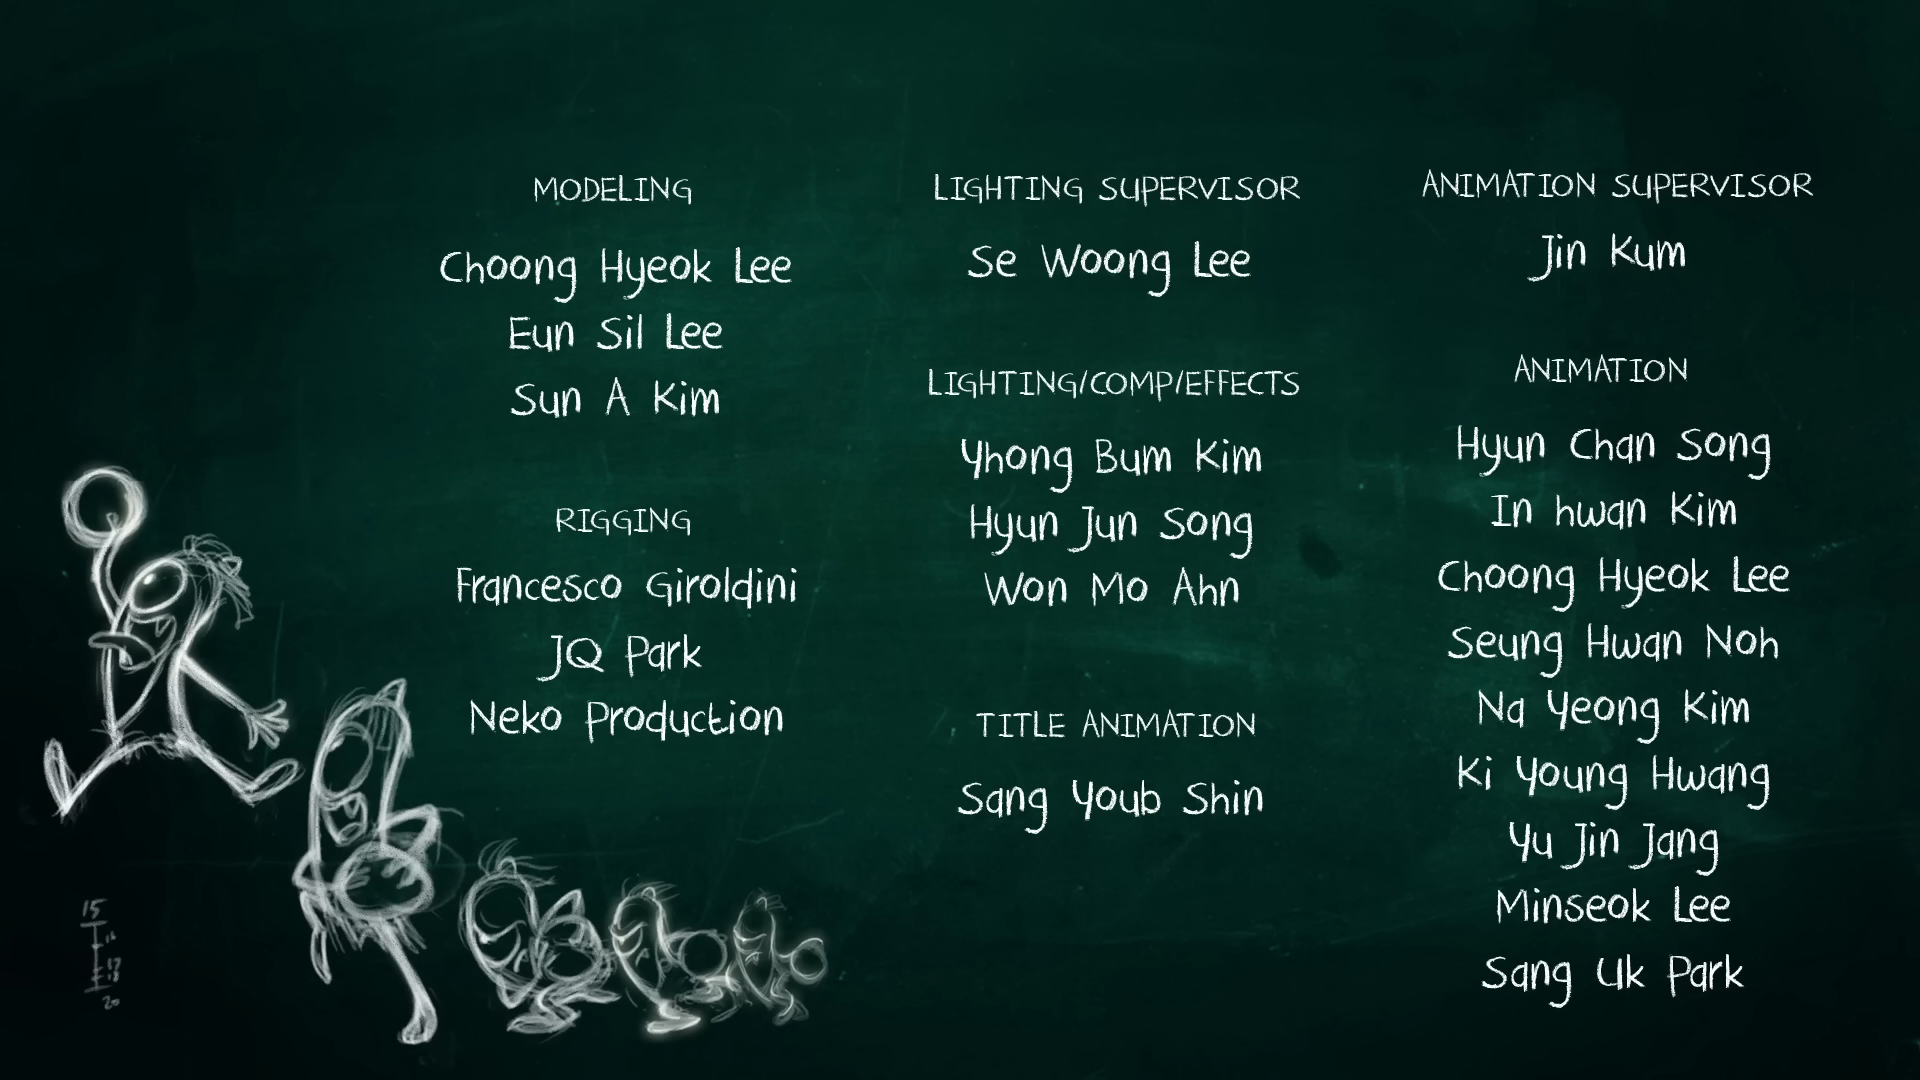 MODELING
Choong Hyeok Lee
Eun Sil Lee
Sun A Kim
RIGGING
Francesco Giroldini
JQ Park
Neko Production
LIGHTING SUPERVISOR
Se Woong Lee
LIGHTING/COMP/EFFECTS
Yhong Bum Kim
Hyun Jun Song
Won Mo Ahn
TITLE ANIMATION
Sang Youb Shin
ANIMATION SUPERVISOR
Jin Kum
ANIMATION
Hyun Chan Song
In hwan Kim
Choong Hyeok Lee
Seung Hwan Noh
Na Yeong Kim
Ki Young Hwang
Yu Jin Jang
Minseok Lee
Sang Uk Park
15
20